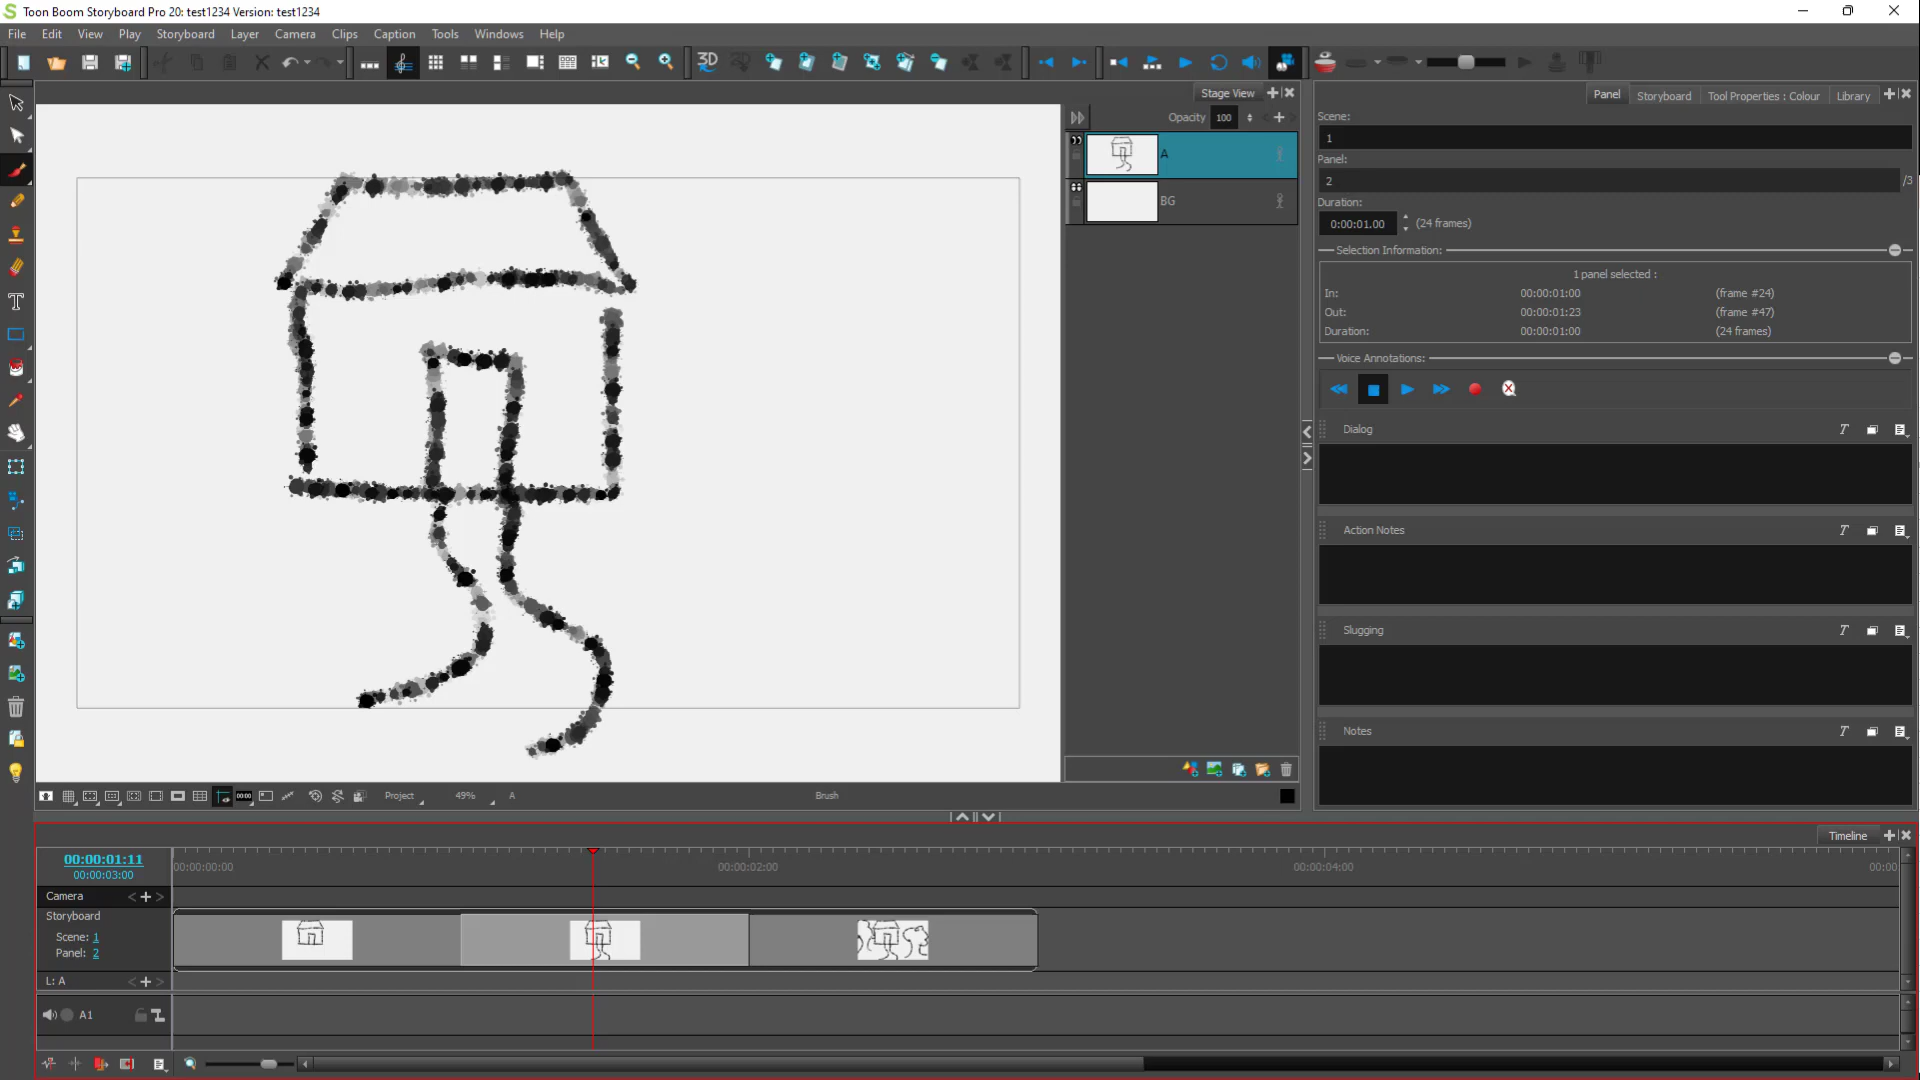 Toon Boom Storyboard Pro 20: test1234 Version: test1234
File Edit View Play Storyboard Layer Camera Clips Caption Tools Windows Help
3D
Stage View
Opacity 100
A
BG
Panel Storyboard Tool Properties : Colour Library
Scene:
1
Panel:
2 /3
Duration:
0:00:01.00 (24 frames)
Selection Information:
1 panel selected :
In: 00:00:01:00 (frame #24)
Out: 00:00:01:23 (frame #47)
Duration: 00:00:01:00 (24 frames)
Voice Annotations:
Dialog
Action Notes
Slugging
Notes
00:00 Project 49% A Brush
Timeline
00:00:01:11
00:00:03:00
00:00:00:00 00:00:02:00 00:00:04:00 00:00
Camera
Storyboard
Scene: 1
Panel: 2
L: A
A1